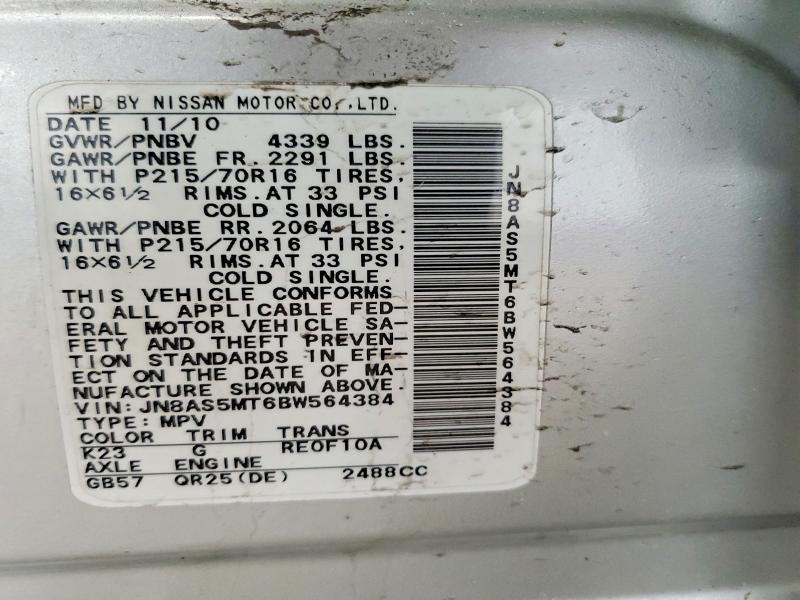 MFD BY NISSAN MOTOR CO.,LTD.
DATE 11/10
GVWR/PNBV 4339 LBS.
GAWR/PNBE FR. 2291 LBS.
WITH P215/70R16 TIRES,
16×6½ RIMS. AT 33 PSI
COLD SINGLE.
GAWR/PNBE RR. 2064 LBS.
WITH P215/70R16 TIRES,
16×6½ RIMS. AT 33 PSI
COLD SINGLE.
THIS VEHICLE CONFORMS
TO ALL APPLICABLE FED-
ERAL MOTOR VEHICLE SA-
FETY AND THEFT PREVEN-
TION STANDARDS IN EFF-
ECT ON THE DATE OF MA-
NUFACTURE SHOWN ABOVE.
VIN: JN8AS5MT6BW564384
TYPE: MPV
COLOR TRIM TRANS
K23 G RE0F10A
AXLE ENGINE
GB57 QR25(DE) 2488CC
JN8AS5MT6BW564384